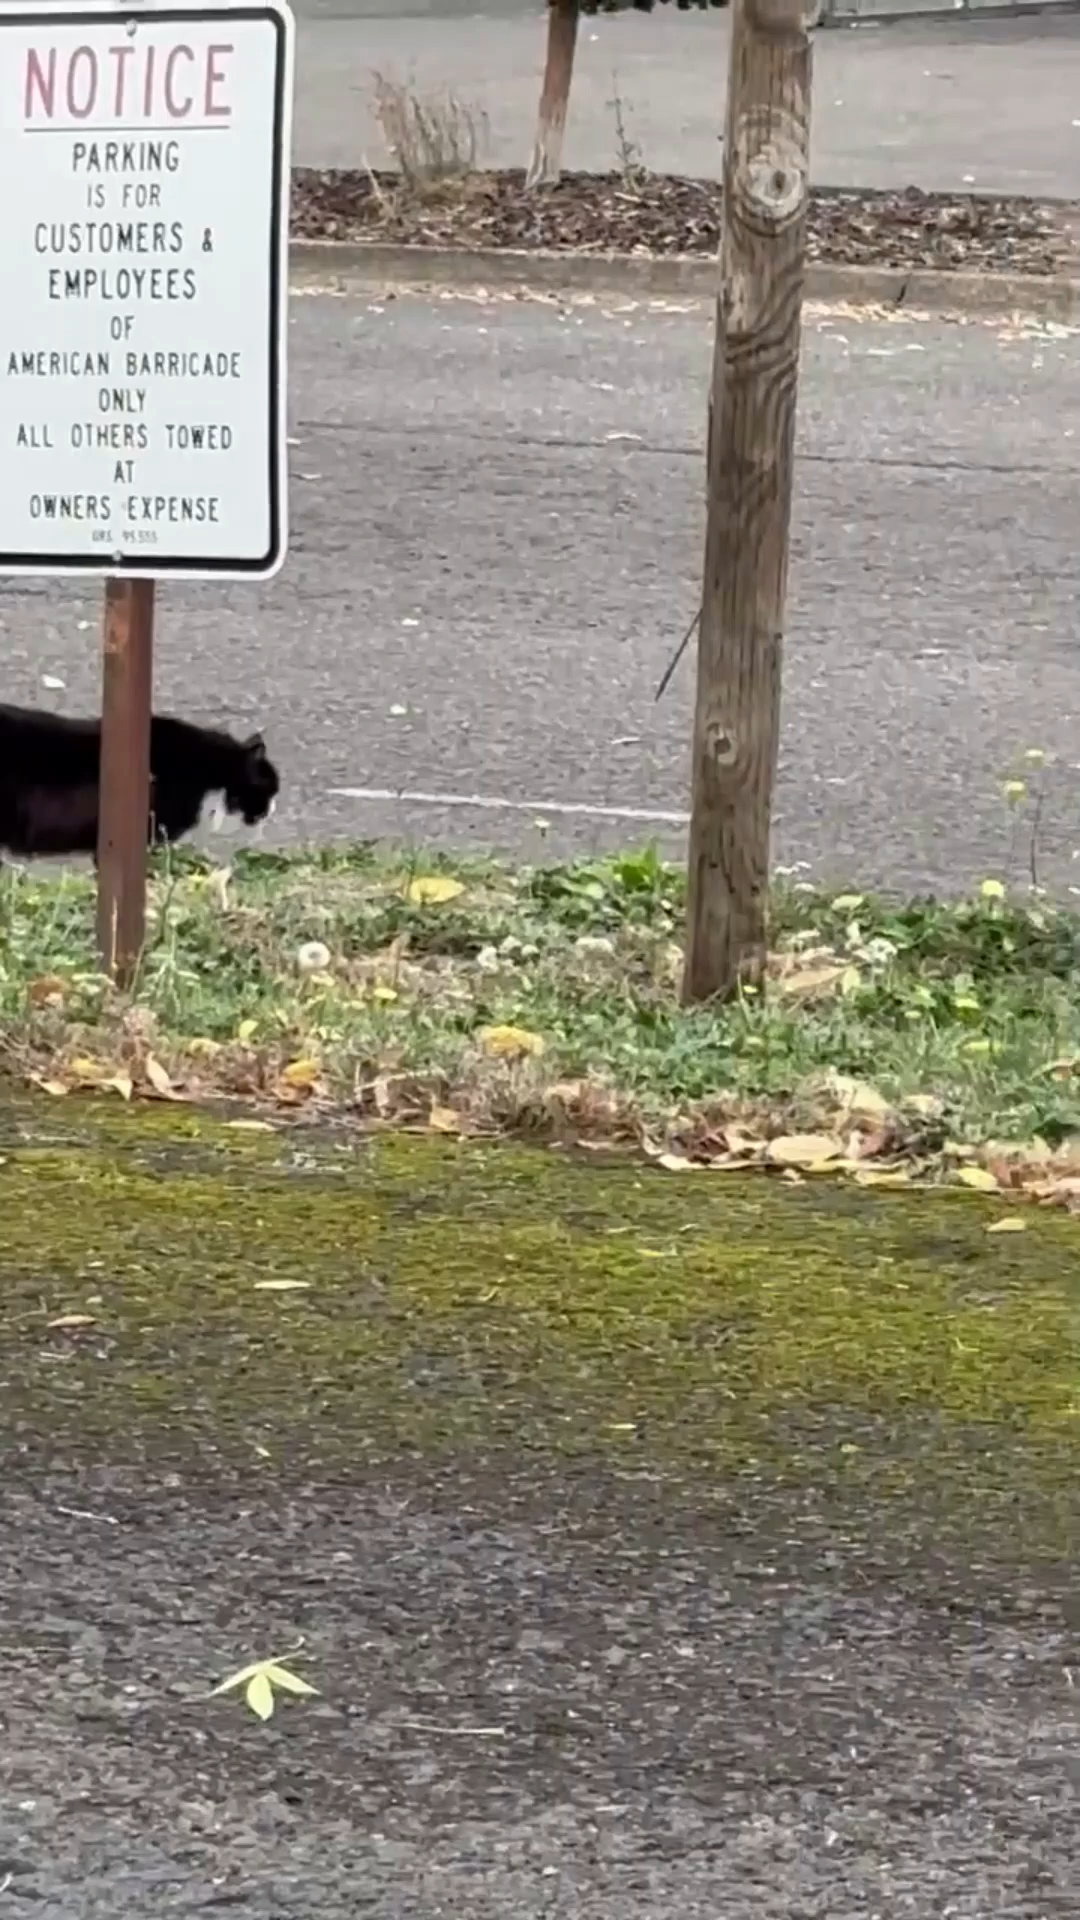 NOTICE
PARKING
IS FOR
CUSTOMERS &
EMPLOYEES
OF
AMERICAN BARRICADE
ONLY
ALL OTHERS TOWED
AT
OWNERS EXPENSE